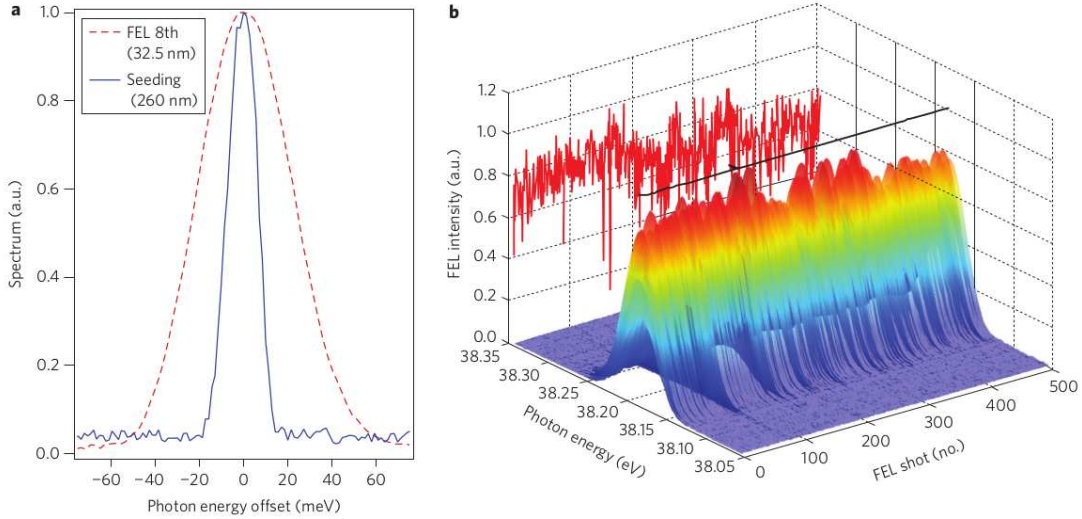 a
1.0
0.8
0.6
0.4
0.2
0.0
Spectrum (a.u.)
FEL 8th
(32.5 nm)
Seeding
(260 nm)
−60 −40 −20 0 20 40 60
Photon energy offset (meV)
b
1.2
1.0
0.8
0.6
0.4
0.2
0.0
FEL intensity (a.u.)
38.35
38.30
38.25
38.20
38.15
38.10
38.05
Photon energy (eV)
0
100
200
300
400
500
FEL shot (no.)